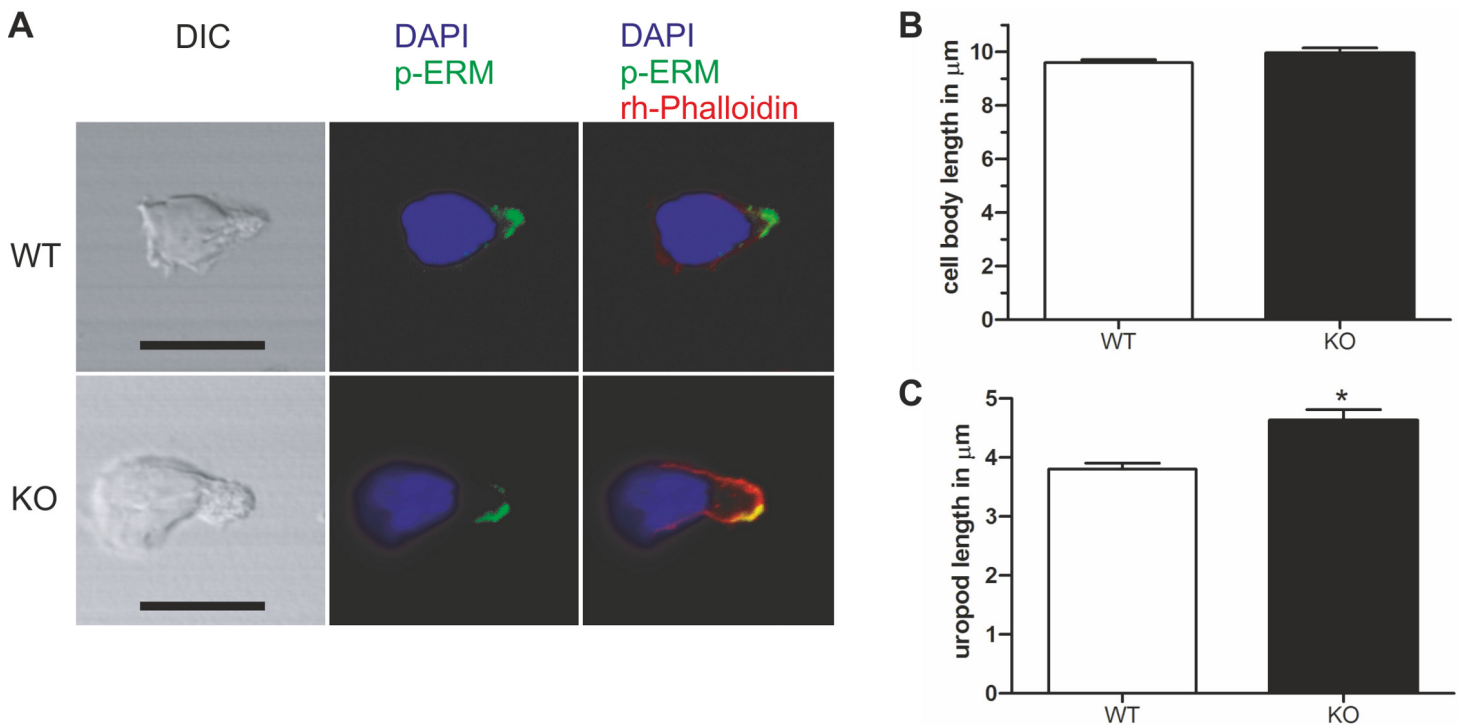 A
DIC
DAPI
p-ERM
DAPI
p-ERM
rh-Phalloidin
WT
KO
B
cell body length in μm
10
8
6
4
2
0
WT
KO
C
uropod length in μm
5
4
3
2
1
0
*
WT
KO